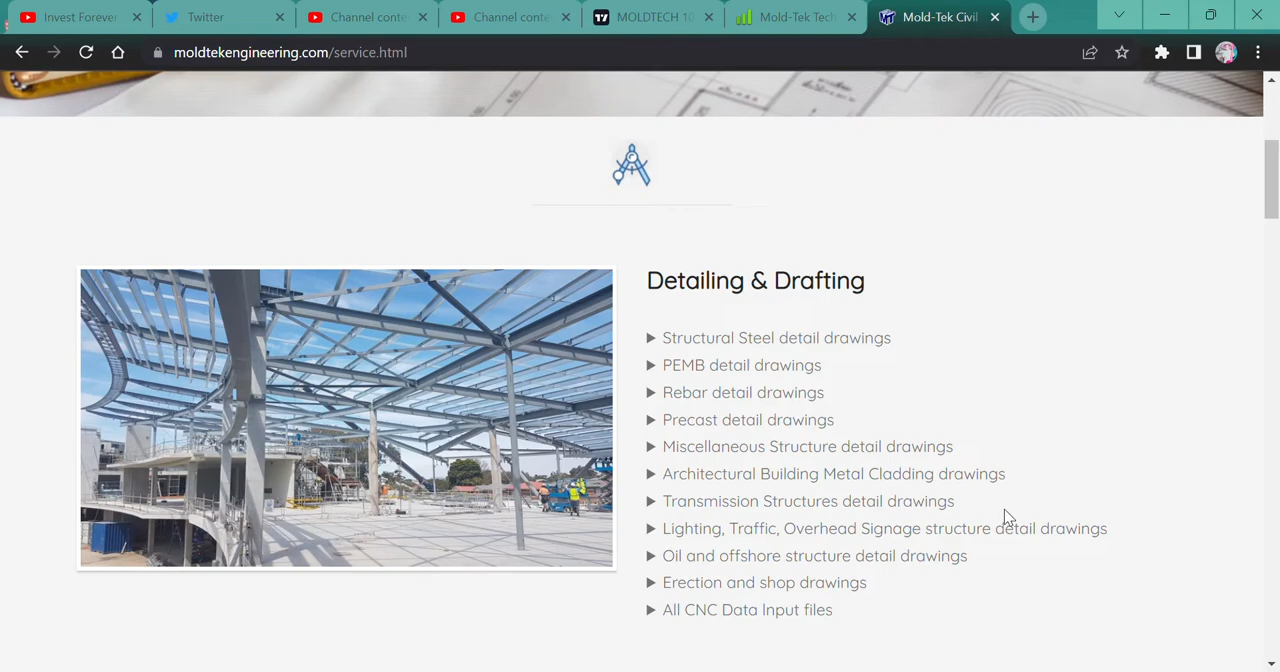 Invest Forever
Twitter
Channel conte
Channel conte
MOLDTECH 10
Mold-Tek Tech
Mold-Tek Civil
moldtekengineering.com/service.html
Detailing & Drafting
Structural Steel detail drawings
PEMB detail drawings
Rebar detail drawings
Precast detail drawings
Miscellaneous Structure detail drawings
Architectural Building Metal Cladding drawings
Transmission Structures detail drawings
Lighting, Traffic, Overhead Signage structure detail drawings
Oil and offshore structure detail drawings
Erection and shop drawings
All CNC Data Input files